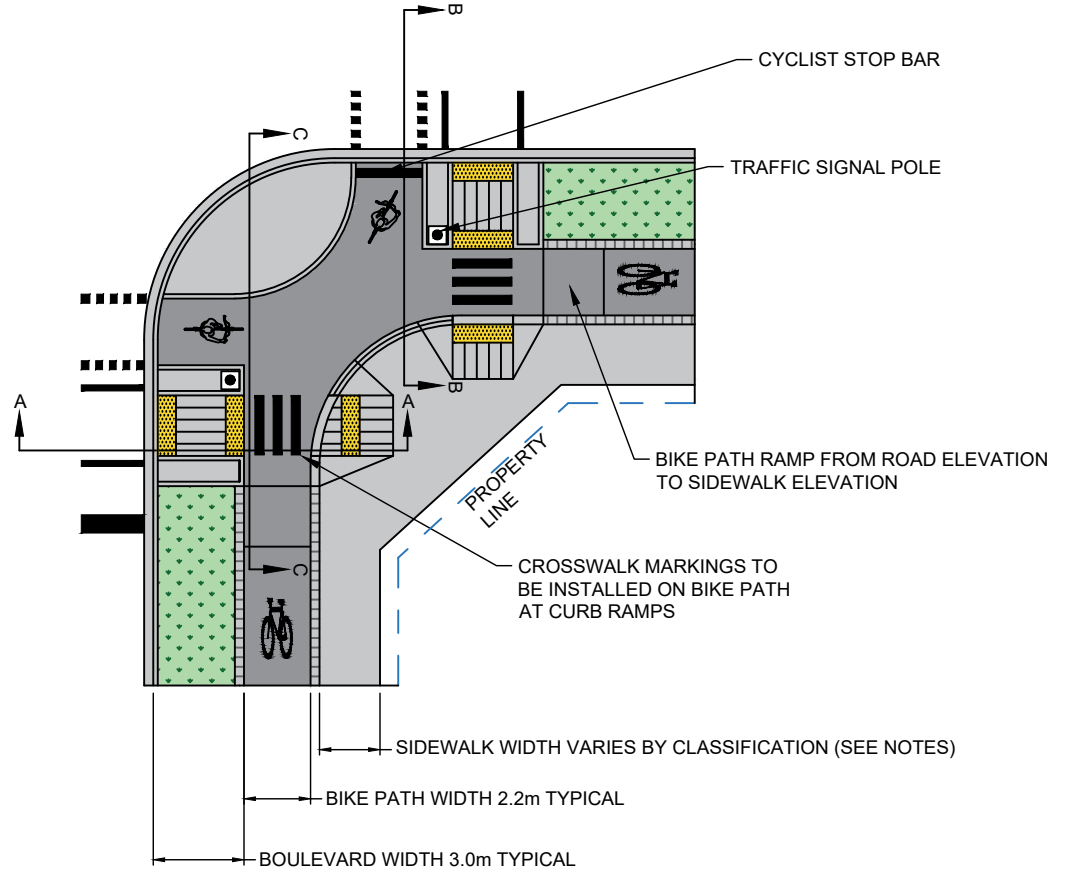 B
CYCLIST STOP BAR
C
TRAFFIC SIGNAL POLE
B
A
A
PROPERTY
LINE
BIKE PATH RAMP FROM ROAD ELEVATION
TO SIDEWALK ELEVATION
C
CROSSWALK MARKINGS TO
BE INSTALLED ON BIKE PATH
AT CURB RAMPS
SIDEWALK WIDTH VARIES BY CLASSIFICATION (SEE NOTES)
BIKE PATH WIDTH 2.2m TYPICAL
BOULEVARD WIDTH 3.0m TYPICAL